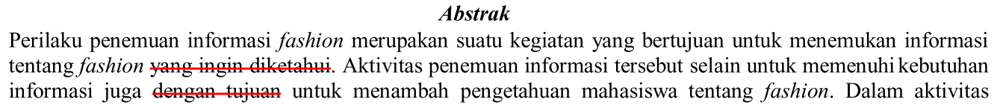 Abstrak
Perilaku penemuan informasi fashion merupakan suatu kegiatan yang bertujuan untuk menemukan informasi
tentang fashion yang ingin diketahui. Aktivitas penemuan informasi tersebut selain untuk memenuhi kebutuhan
informasi juga dengan tujuan untuk menambah pengetahuan mahasiswa tentang fashion. Dalam aktivitas